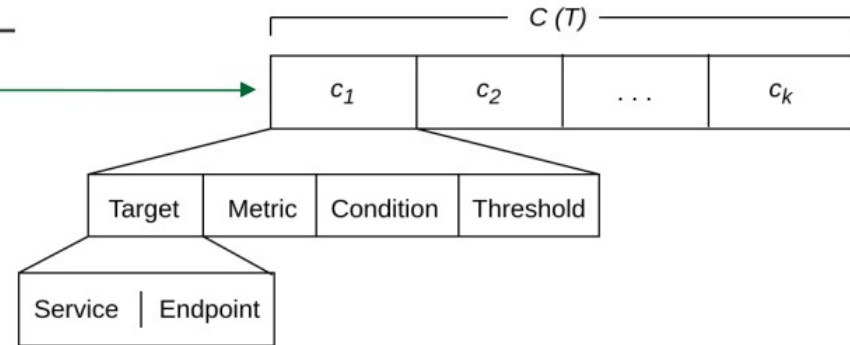 C (T)
c1 c2 . . . ck
Target Metric Condition Threshold
Service | Endpoint